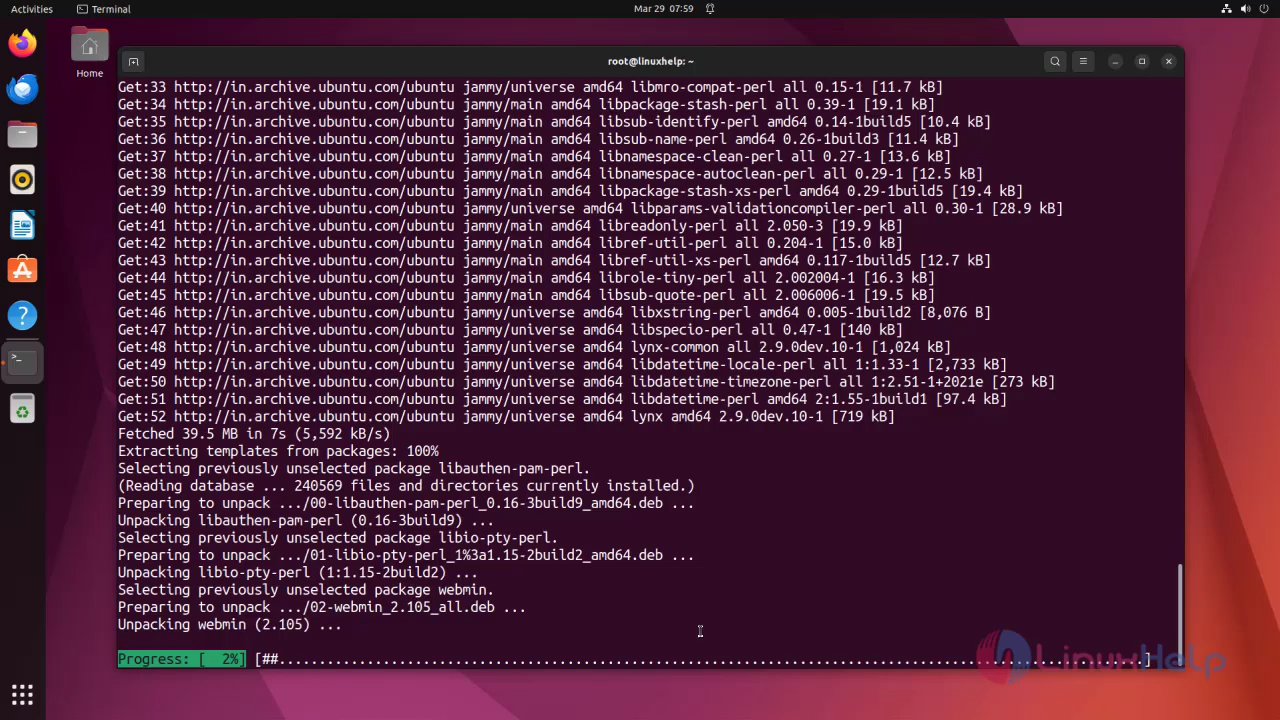 Activities
Terminal
Mar 29 07:59
Home
root@linuxhelp: ~
Get:33 http://in.archive.ubuntu.com/ubuntu jammy/universe amd64 libmro-compat-perl all 0.15-1 [11.7 kB]
Get:34 http://in.archive.ubuntu.com/ubuntu jammy/main amd64 libpackage-stash-perl all 0.39-1 [19.1 kB]
Get:35 http://in.archive.ubuntu.com/ubuntu jammy/universe amd64 libsub-identify-perl amd64 0.14-1build5 [10.4 kB]
Get:36 http://in.archive.ubuntu.com/ubuntu jammy/main amd64 libsub-name-perl amd64 0.26-1build3 [11.4 kB]
Get:37 http://in.archive.ubuntu.com/ubuntu jammy/main amd64 libnamespace-clean-perl all 0.27-1 [13.6 kB]
Get:38 http://in.archive.ubuntu.com/ubuntu jammy/main amd64 libnamespace-autoclean-perl all 0.29-1 [12.5 kB]
Get:39 http://in.archive.ubuntu.com/ubuntu jammy/main amd64 libpackage-stash-xs-perl amd64 0.29-1build5 [19.4 kB]
Get:40 http://in.archive.ubuntu.com/ubuntu jammy/universe amd64 libparams-validationcompiler-perl all 0.30-1 [28.9 kB]
Get:41 http://in.archive.ubuntu.com/ubuntu jammy/main amd64 libreadonly-perl all 2.050-3 [19.9 kB]
Get:42 http://in.archive.ubuntu.com/ubuntu jammy/main amd64 libref-util-perl all 0.204-1 [15.0 kB]
Get:43 http://in.archive.ubuntu.com/ubuntu jammy/main amd64 libref-util-xs-perl amd64 0.117-1build5 [12.7 kB]
Get:44 http://in.archive.ubuntu.com/ubuntu jammy/main amd64 librole-tiny-perl all 2.002004-1 [16.3 kB]
Get:45 http://in.archive.ubuntu.com/ubuntu jammy/main amd64 libsub-quote-perl all 2.006006-1 [19.5 kB]
Get:46 http://in.archive.ubuntu.com/ubuntu jammy/universe amd64 libxstring-perl amd64 0.005-1build2 [8,076 B]
Get:47 http://in.archive.ubuntu.com/ubuntu jammy/universe amd64 libspecio-perl all 0.47-1 [140 kB]
Get:48 http://in.archive.ubuntu.com/ubuntu jammy/universe amd64 lynx-common all 2.9.0dev.10-1 [1,024 kB]
Get:49 http://in.archive.ubuntu.com/ubuntu jammy/universe amd64 libdatetime-locale-perl all 1:1.33-1 [2,733 kB]
Get:50 http://in.archive.ubuntu.com/ubuntu jammy/universe amd64 libdatetime-timezone-perl all 1:2.51-1+2021e [273 kB]
Get:51 http://in.archive.ubuntu.com/ubuntu jammy/universe amd64 libdatetime-perl amd64 2:1.55-1build1 [97.4 kB]
Get:52 http://in.archive.ubuntu.com/ubuntu jammy/universe amd64 lynx amd64 2.9.0dev.10-1 [719 kB]
Fetched 39.5 MB in 7s (5,592 kB/s)
Extracting templates from packages: 100%
Selecting previously unselected package libauthen-pam-perl.
(Reading database ... 240569 files and directories currently installed.)
Preparing to unpack .../00-libauthen-pam-perl_0.16-3build9_amd64.deb ...
Unpacking libauthen-pam-perl (0.16-3build9) ...
Selecting previously unselected package libio-pty-perl.
Preparing to unpack .../01-libio-pty-perl_1%3a1.15-2build2_amd64.deb ...
Unpacking libio-pty-perl (1:1.15-2build2) ...
Selecting previously unselected package webmin.
Preparing to unpack .../02-webmin_2.105_all.deb ...
Unpacking webmin (2.105) ...
Progress: [  2%] [##..............................................................................................................]
LinuxHelp